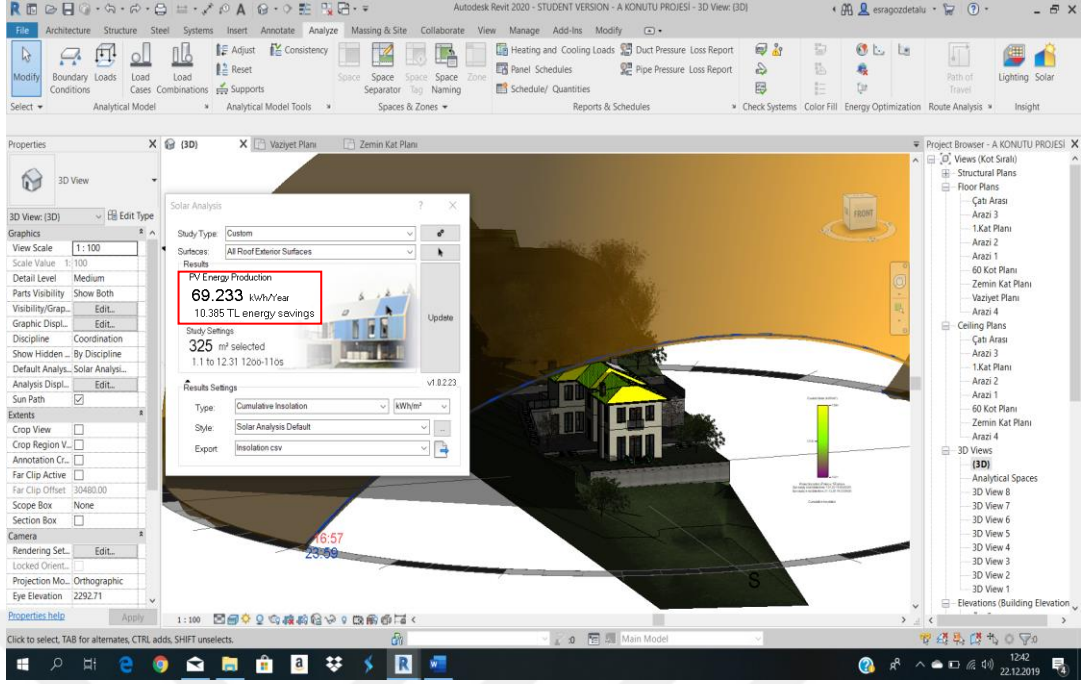 Autodesk Revit 2020 - STUDENT VERSION - A KONUTU PROJESİ - 3D View: {3D}
esragozdetalu
File Architecture Structure Steel Systems Insert Annotate Analyze Massing & Site Collaborate View Manage Add-Ins Modify
Modify
Boundary Conditions
Loads
Load Cases
Load Combinations
Adjust
Reset
Supports
Consistency
Space
Space Separator
Space Tag
Space Naming
Zone
Heating and Cooling Loads
Panel Schedules
Schedule/ Quantities
Duct Pressure Loss Report
Pipe Pressure Loss Report
Path of Travel
Lighting
Solar
Select
Analytical Model
Analytical Model Tools
Spaces & Zones
Reports & Schedules
Check Systems
Color Fill
Energy Optimization
Route Analysis
Insight
Properties
3D View
3D View: {3D}
Edit Type
Graphics
View Scale 1 : 100
Scale Value 1: 100
Detail Level Medium
Parts Visibility Show Both
Visibility/Grap... Edit...
Graphic Displ... Edit...
Discipline Coordination
Show Hidden ... By Discipline
Default Analys... Solar Analysi...
Analysis Displ... Edit...
Sun Path
Extents
Crop View
Crop Region V...
Annotation Cr...
Far Clip Active
Far Clip Offset 30480.00
Scope Box None
Section Box
Camera
Rendering Set... Edit...
Locked Orient...
Projection Mo... Orthographic
Eye Elevation 2292.71
Properties help
Apply
{3D}
Vaziyet Planı
Zemin Kat Planı
Solar Analysis
Study Type: Custom
Surfaces: All Roof Exterior Surfaces
Results
PV Energy Production
69.233 kWh/Year
10.385 TL energy savings
Study Settings
325 m² selected
1.1 to 12.31 12öö-11ös
Update
v1.0.2.23
Results Settings
Type: Cumulative Insolation kWh/m²
Style: Solar Analysis Default
Export Insolation csv
FRONT
16:57
23:59
S
Project Browser - A KONUTU PROJESİ
Views (Kot Sıralı)
Structural Plans
Floor Plans
Çatı Arası
Arazi 3
1.Kat Planı
Arazi 2
Arazi 1
60 Kot Planı
Zemin Kat Planı
Vaziyet Planı
Arazi 4
Ceiling Plans
Çatı Arası
Arazi 3
1.Kat Planı
Arazi 2
Arazi 1
60 Kot Planı
Zemin Kat Planı
Arazi 4
3D Views
{3D}
Analytical Spaces
3D View 8
3D View 7
3D View 6
3D View 5
3D View 4
3D View 3
3D View 2
3D View 1
Elevations (Building Elevation
1 : 100
Click to select, TAB for alternates, CTRL adds, SHIFT unselects.
:0
Main Model
:0
12:42
22.12.2019